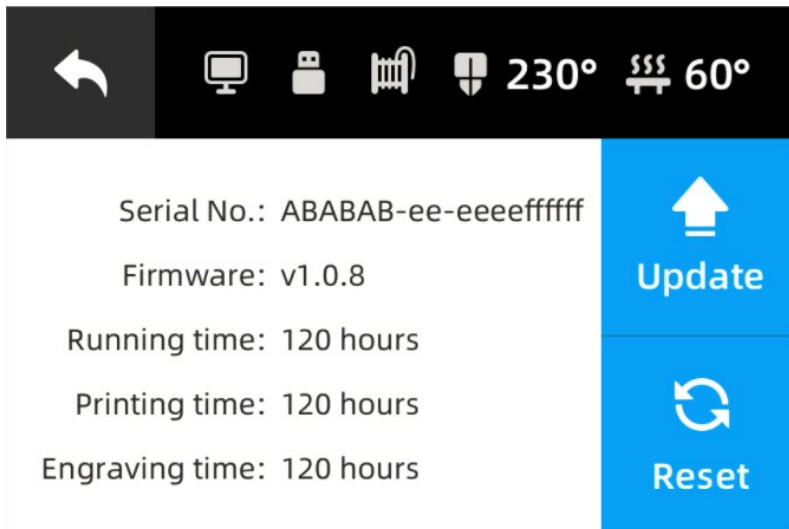 230° 60°
Serial No.: ABABAB-ee-eeeeffffff
Firmware: v1.0.8
Running time: 120 hours
Printing time: 120 hours
Engraving time: 120 hours
Update
Reset